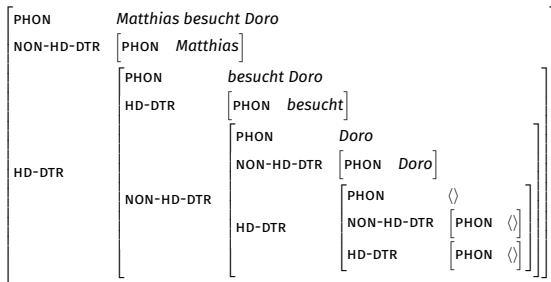 PHON Matthias besucht Doro
NON-HD-DTR [PHON Matthias]
PHON besucht Doro
HD-DTR [PHON besucht]
PHON Doro
NON-HD-DTR [PHON Doro]
HD-DTR
NON-HD-DTR
PHON ⟨⟩
HD-DTR
NON-HD-DTR [PHON ⟨⟩]
HD-DTR [PHON ⟨⟩]